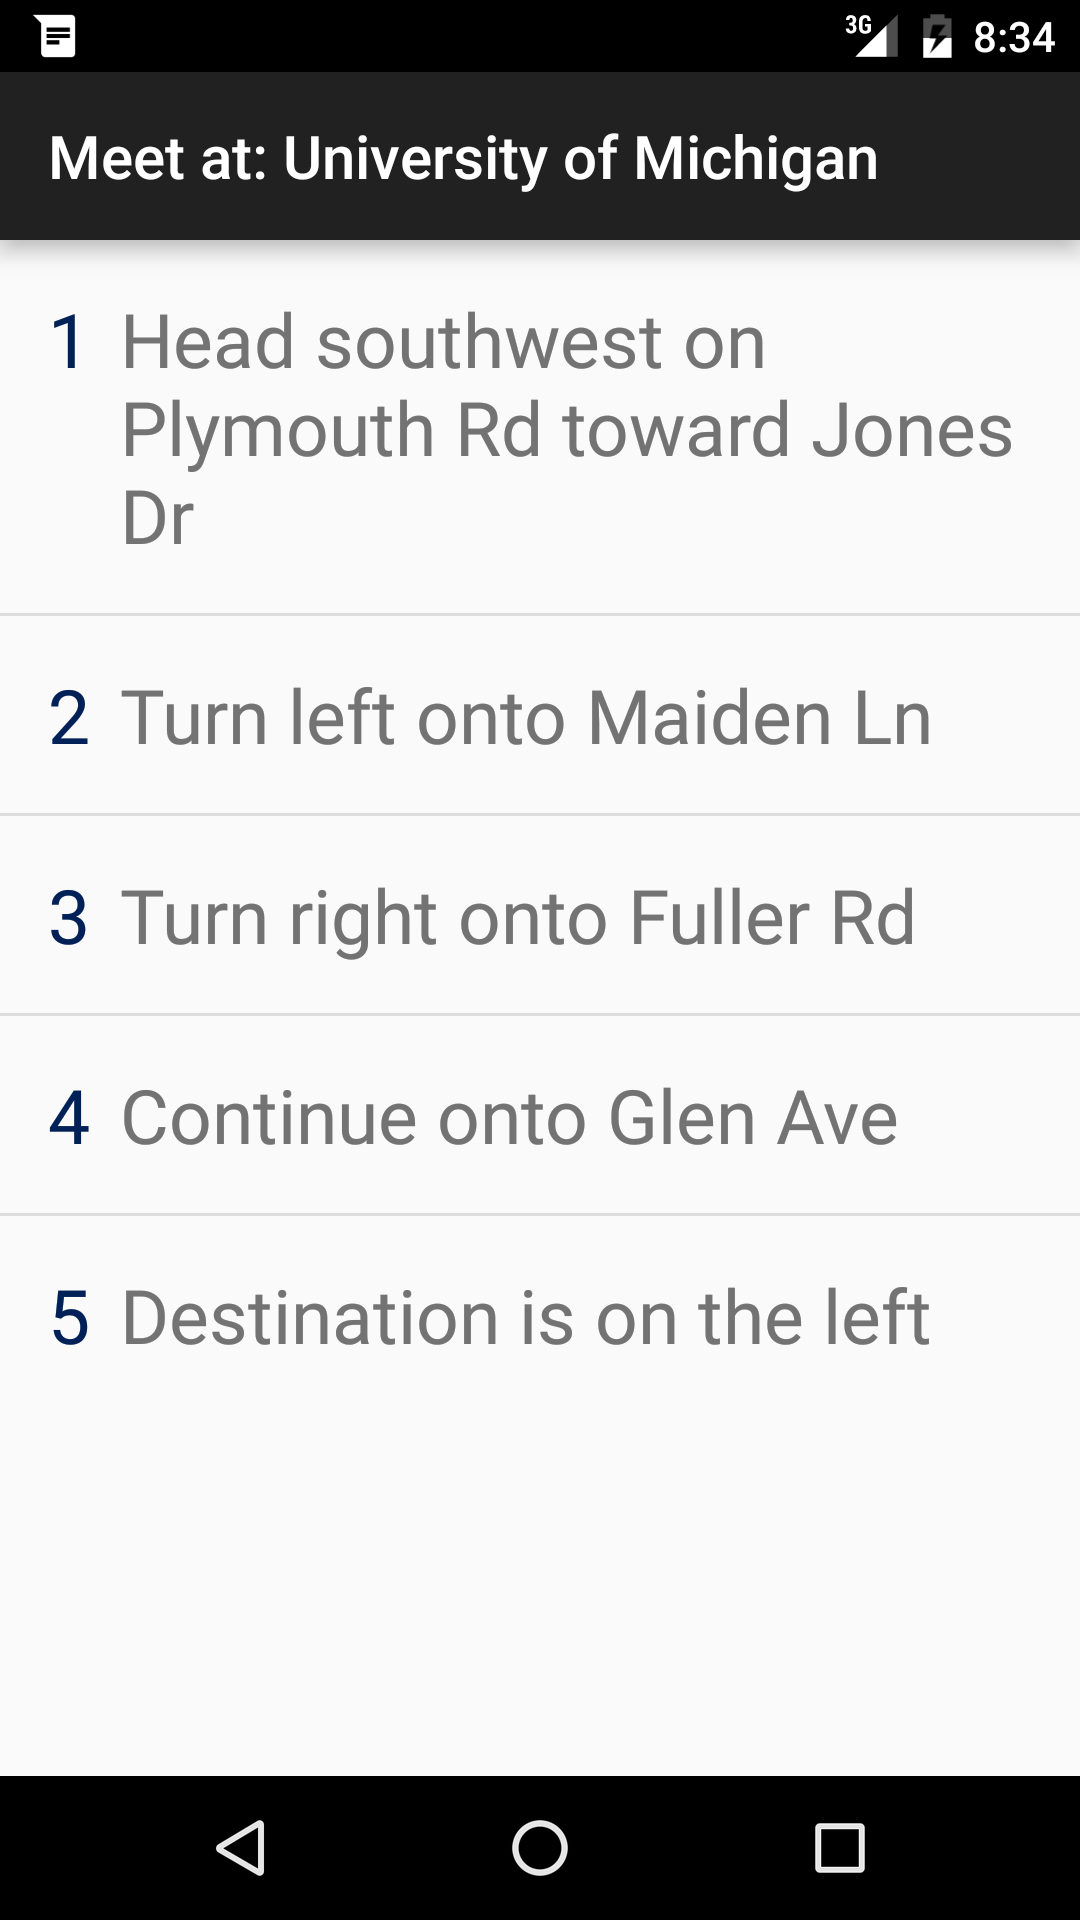 3G 8:34
Meet at: University of Michigan
1 Head southwest on
Plymouth Rd toward Jones
Dr
2 Turn left onto Maiden Ln
3 Turn right onto Fuller Rd
4 Continue onto Glen Ave
5 Destination is on the left